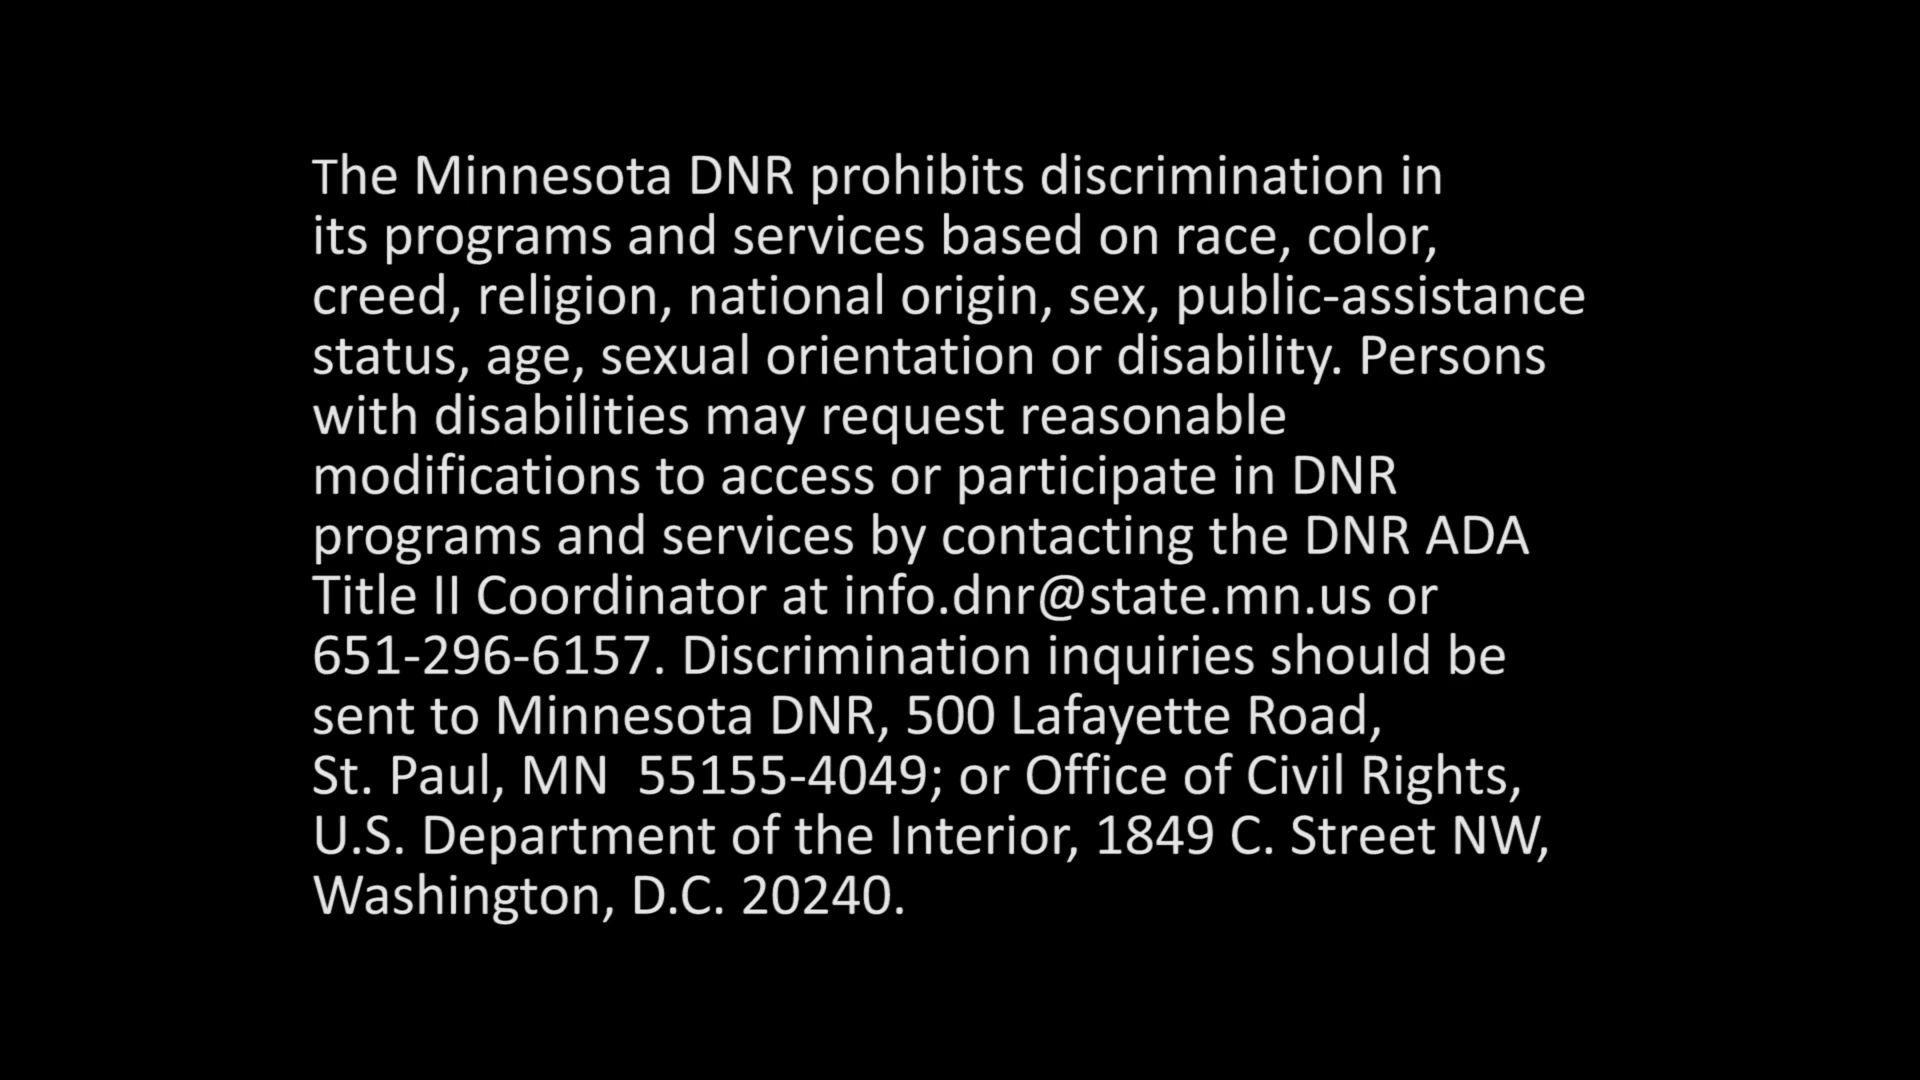 The Minnesota DNR prohibits discrimination in
its programs and services based on race, color,
creed, religion, national origin, sex, public-assistance
status, age, sexual orientation or disability. Persons
with disabilities may request reasonable
modifications to access or participate in DNR
programs and services by contacting the DNR ADA
Title II Coordinator at info.dnr@state.mn.us or
651-296-6157. Discrimination inquiries should be
sent to Minnesota DNR, 500 Lafayette Road,
St. Paul, MN  55155-4049; or Office of Civil Rights,
U.S. Department of the Interior, 1849 C. Street NW,
Washington, D.C. 20240.